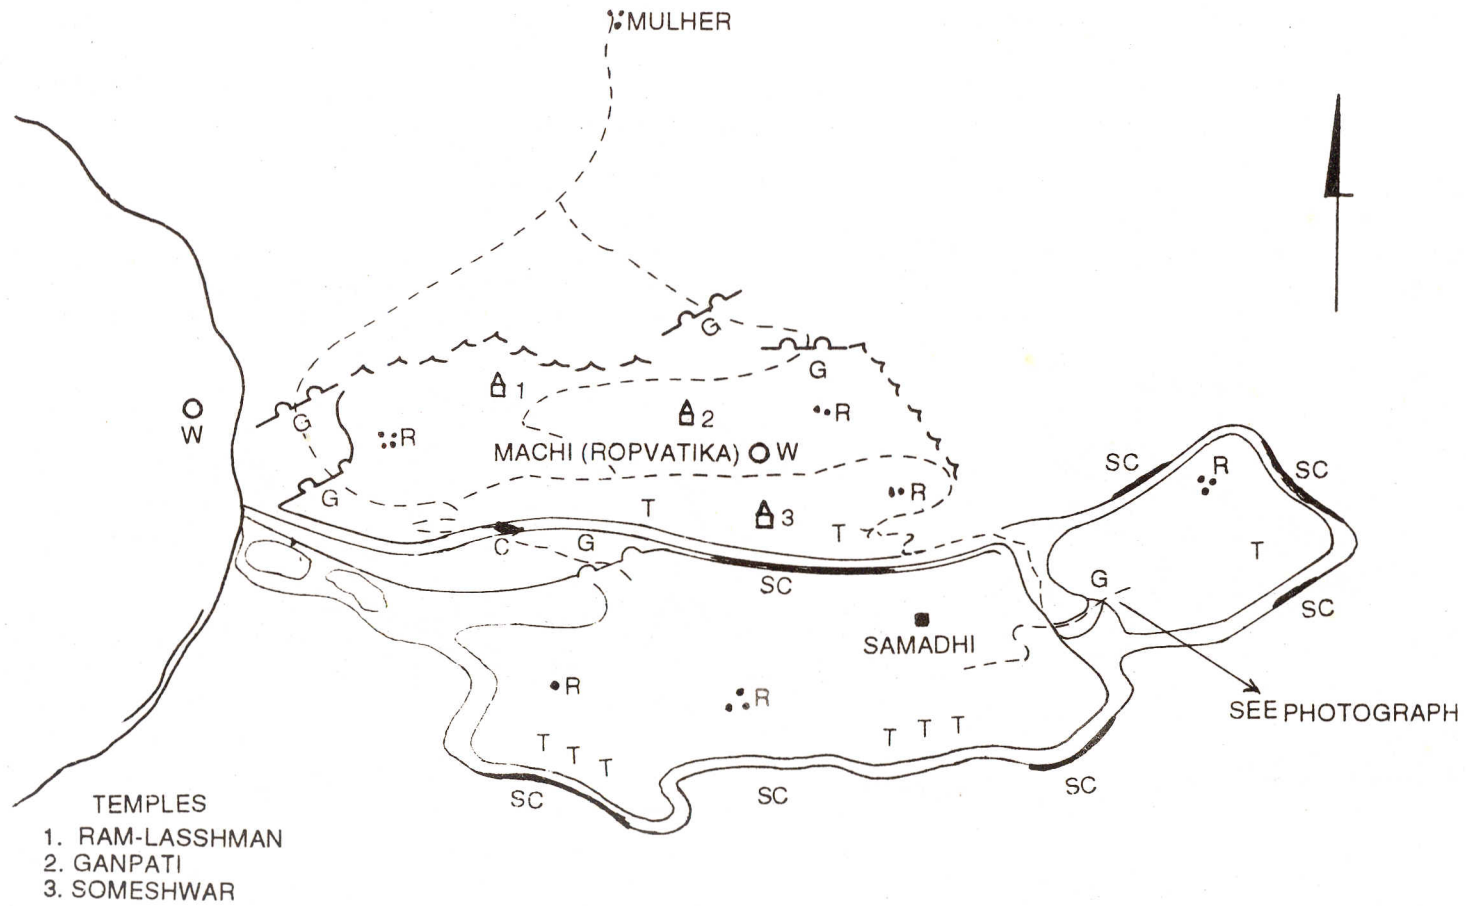 MULHER
G
G
1
G
2
R
W
R
MACHI (ROPVATIKA) W
R
SC
SC
R
G
R
T
3
T
T
C
G
SC
G
SC
SAMADHI
R
R
SEE PHOTOGRAPH
T T T
T T T
SC
SC
SC
TEMPLES
1. RAM-LASSHMAN
2. GANPATI
3. SOMESHWAR